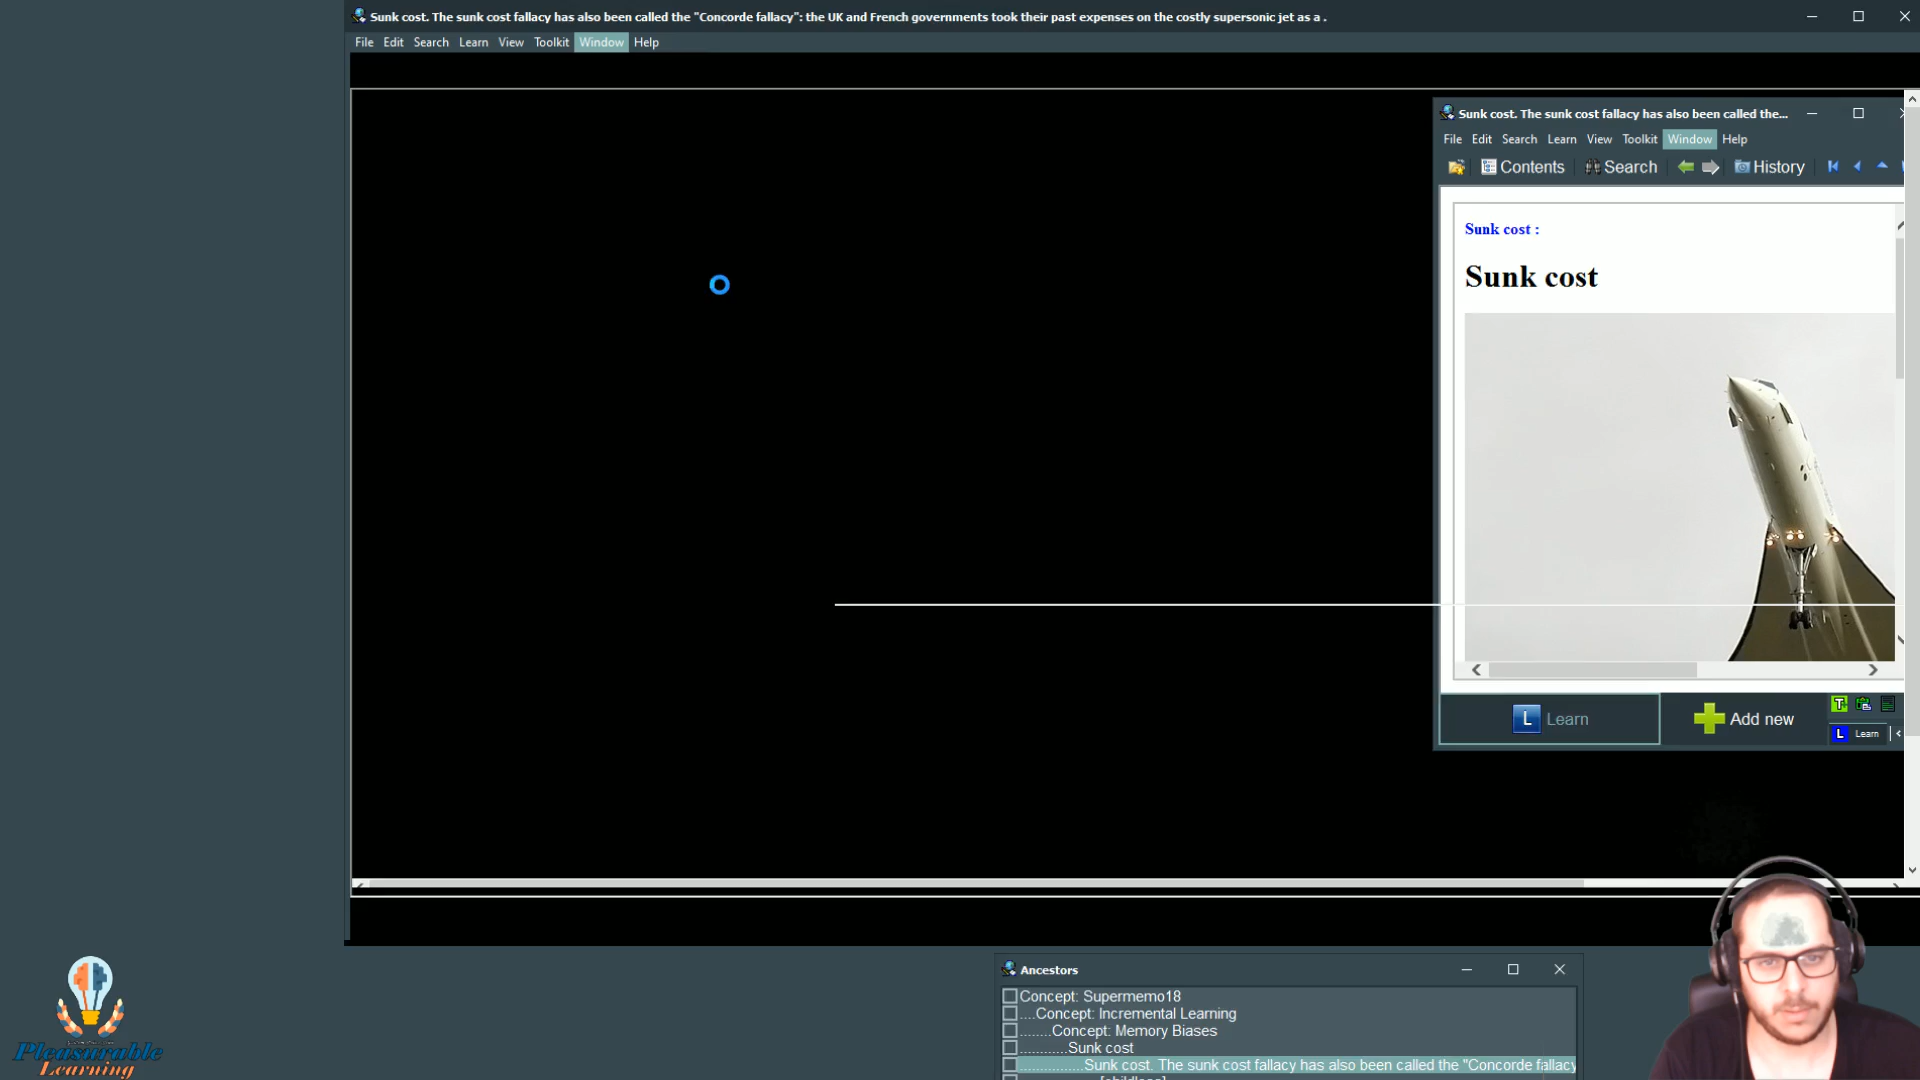 Sunk cost. The sunk cost fallacy has also been called the "Concorde fallacy": the UK and French governments took their past expenses on the costly supersonic jet as a .
File Edit Search Learn View Toolkit Window Help
Sunk cost. The sunk cost fallacy has also been called the...
File Edit Search Learn View Toolkit Window Help
Contents Search History
Sunk cost :
Sunk cost
L Learn
Add new
T
L Learn
Ancestors
Concept: Supermemo18
....Concept: Incremental Learning
........Concept: Memory Biases
............Sunk cost
................Sunk cost. The sunk cost fallacy has also been called the "Concorde fallacy
Pleasurable
Learning